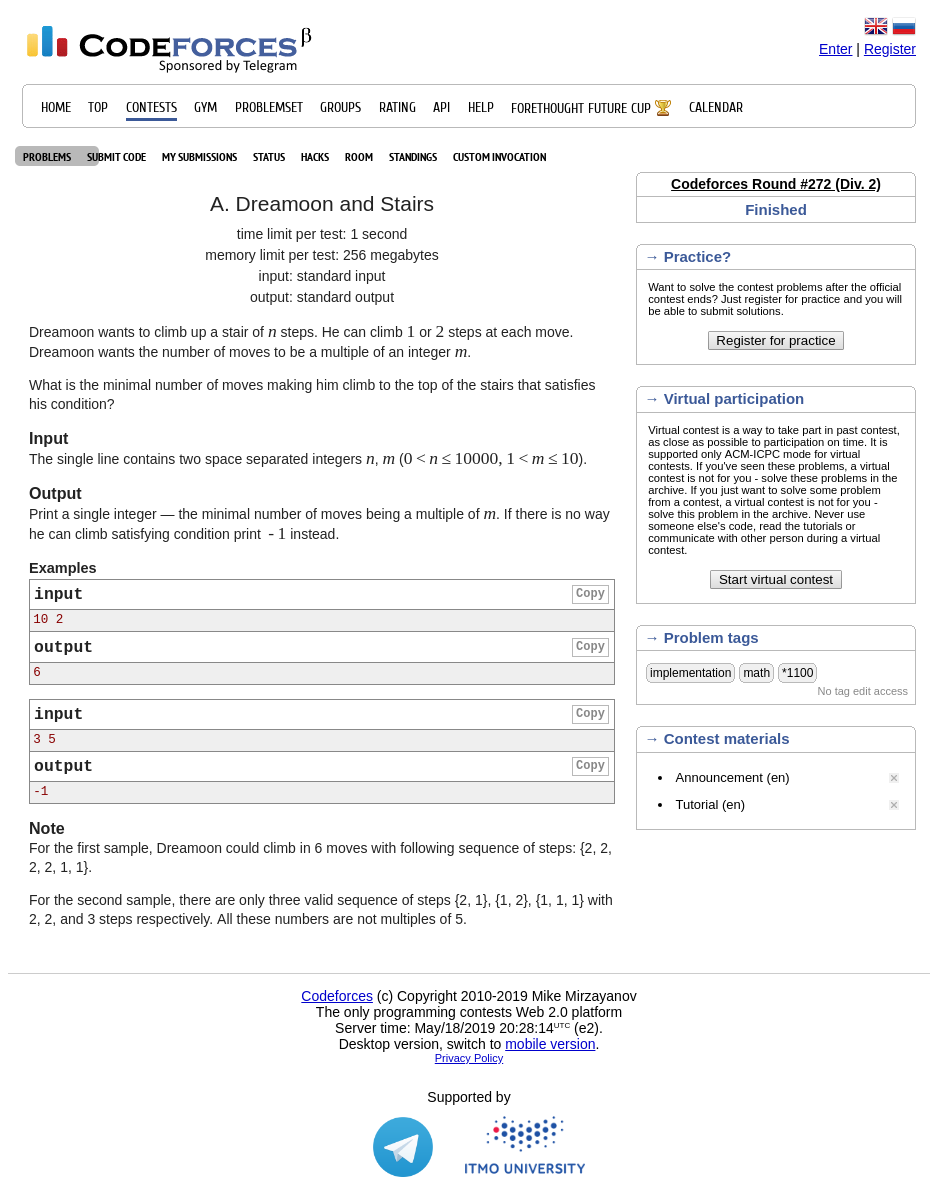 CODEFORCES β
Sponsored by Telegram
Enter | Register
HOME TOP CONTESTS GYM PROBLEMSET GROUPS RATING API HELP FORETHOUGHT FUTURE CUP CALENDAR
PROBLEMS SUBMIT CODE MY SUBMISSIONS STATUS HACKS ROOM STANDINGS CUSTOM INVOCATION
A. Dreamoon and Stairs
time limit per test: 1 second
memory limit per test: 256 megabytes
input: standard input
output: standard output
Dreamoon wants to climb up a stair of n steps. He can climb 1 or 2 steps at each move.
Dreamoon wants the number of moves to be a multiple of an integer m.
What is the minimal number of moves making him climb to the top of the stairs that satisfies
his condition?
Input
The single line contains two space separated integers n, m (0 < n ≤ 10000, 1 < m ≤ 10).
Output
Print a single integer — the minimal number of moves being a multiple of m. If there is no way
he can climb satisfying condition print  - 1 instead.
Examples
input Copy
10 2
output Copy
6
input Copy
3 5
output Copy
-1
Note
For the first sample, Dreamoon could climb in 6 moves with following sequence of steps: {2, 2,
2, 2, 1, 1}.
For the second sample, there are only three valid sequence of steps {2, 1}, {1, 2}, {1, 1, 1} with
2, 2, and 3 steps respectively. All these numbers are not multiples of 5.
Codeforces Round #272 (Div. 2)
Finished
→ Practice?
Want to solve the contest problems after the official
contest ends? Just register for practice and you will
be able to submit solutions.
Register for practice
→ Virtual participation
Virtual contest is a way to take part in past contest,
as close as possible to participation on time. It is
supported only ACM-ICPC mode for virtual
contests. If you've seen these problems, a virtual
contest is not for you - solve these problems in the
archive. If you just want to solve some problem
from a contest, a virtual contest is not for you -
solve this problem in the archive. Never use
someone else's code, read the tutorials or
communicate with other person during a virtual
contest.
Start virtual contest
→ Problem tags
implementation math *1100
No tag edit access
→ Contest materials
Announcement (en)
Tutorial (en)
Codeforces (c) Copyright 2010-2019 Mike Mirzayanov
The only programming contests Web 2.0 platform
Server time: May/18/2019 20:28:14UTC (e2).
Desktop version, switch to mobile version.
Privacy Policy
Supported by
ITMO UNIVERSITY